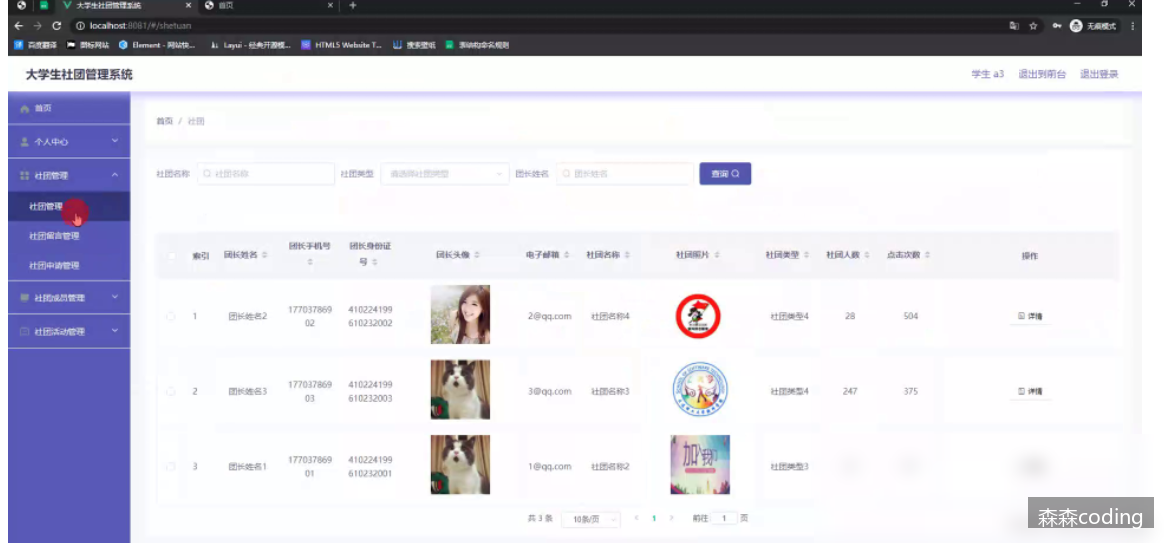 大学生社团管理系统
首页
localhost:8081/#/shetuan
无痕模式
百度翻译
图标网站
Element - 网站快...
Layui - 经典开源模...
HTML5 Website T...
搜索壁纸
大学生社团管理系统
学生 a3
退出到前台
退出登录
首页
个人中心
社团管理
社团管理
社团留言管理
社团申请管理
社团成员管理
社团活动管理
首页 / 社团
社团名称 社团名称
社团类型 请选择社团类型
团长姓名 团长姓名
查询
索引 团长姓名 团长手机号 团长身份证号 团长头像 电子邮箱 社团名称 社团照片 社团类型 社团人数 点击次数 操作
1 团长姓名2 17703786902 410224199610232002 2@qq.com 社团名称4 社团类型4 28 504 详情
2 团长姓名3 17703786903 410224199610232003 3@qq.com 社团名称3 社团类型4 247 375 详情
3 团长姓名1 17703786901 410224199610232001 1@qq.com 社团名称2 加入我们 社团类型3
共 3 条 10条/页 1 前往 1 页
森森coding